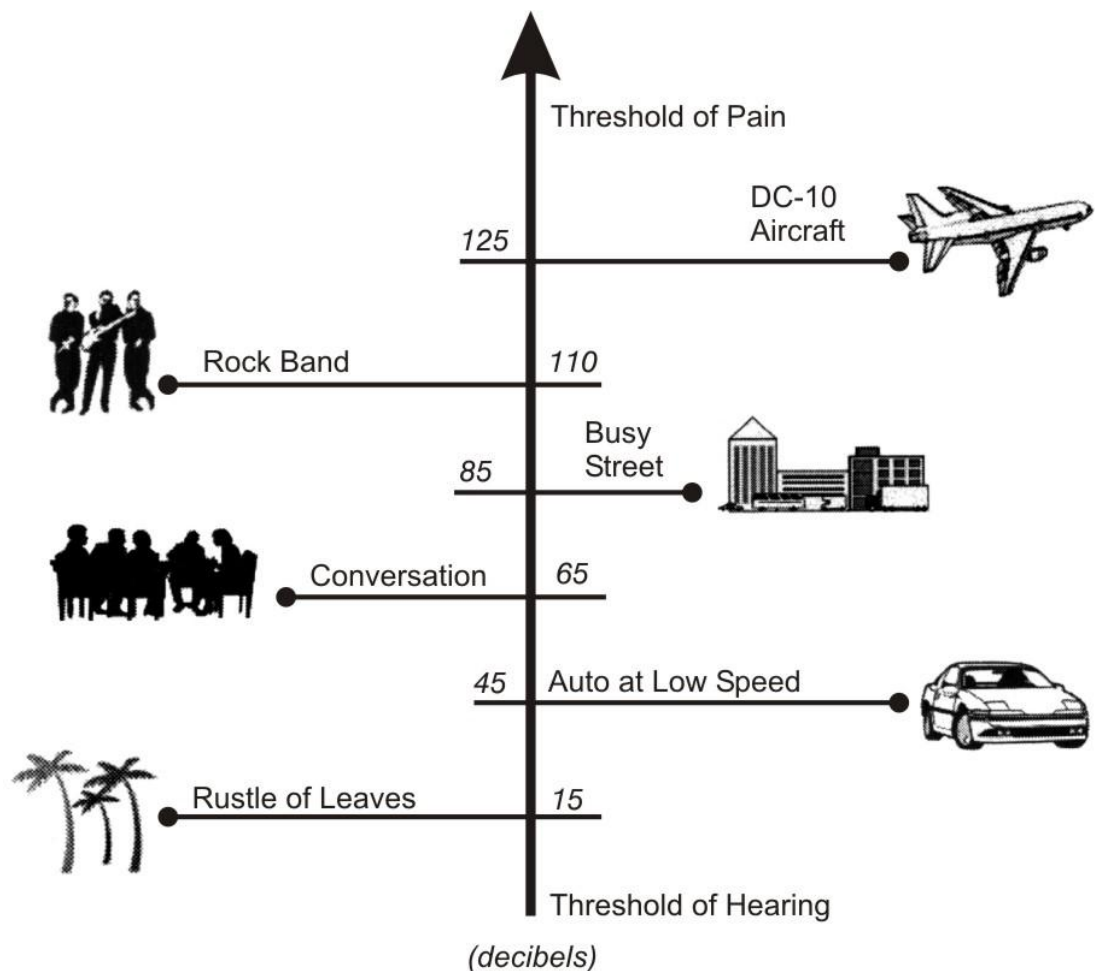 Threshold of Pain
DC-10
Aircraft
125
Rock Band
110
Busy
Street
85
Conversation
65
45
Auto at Low Speed
Rustle of Leaves
15
Threshold of Hearing
(decibels)